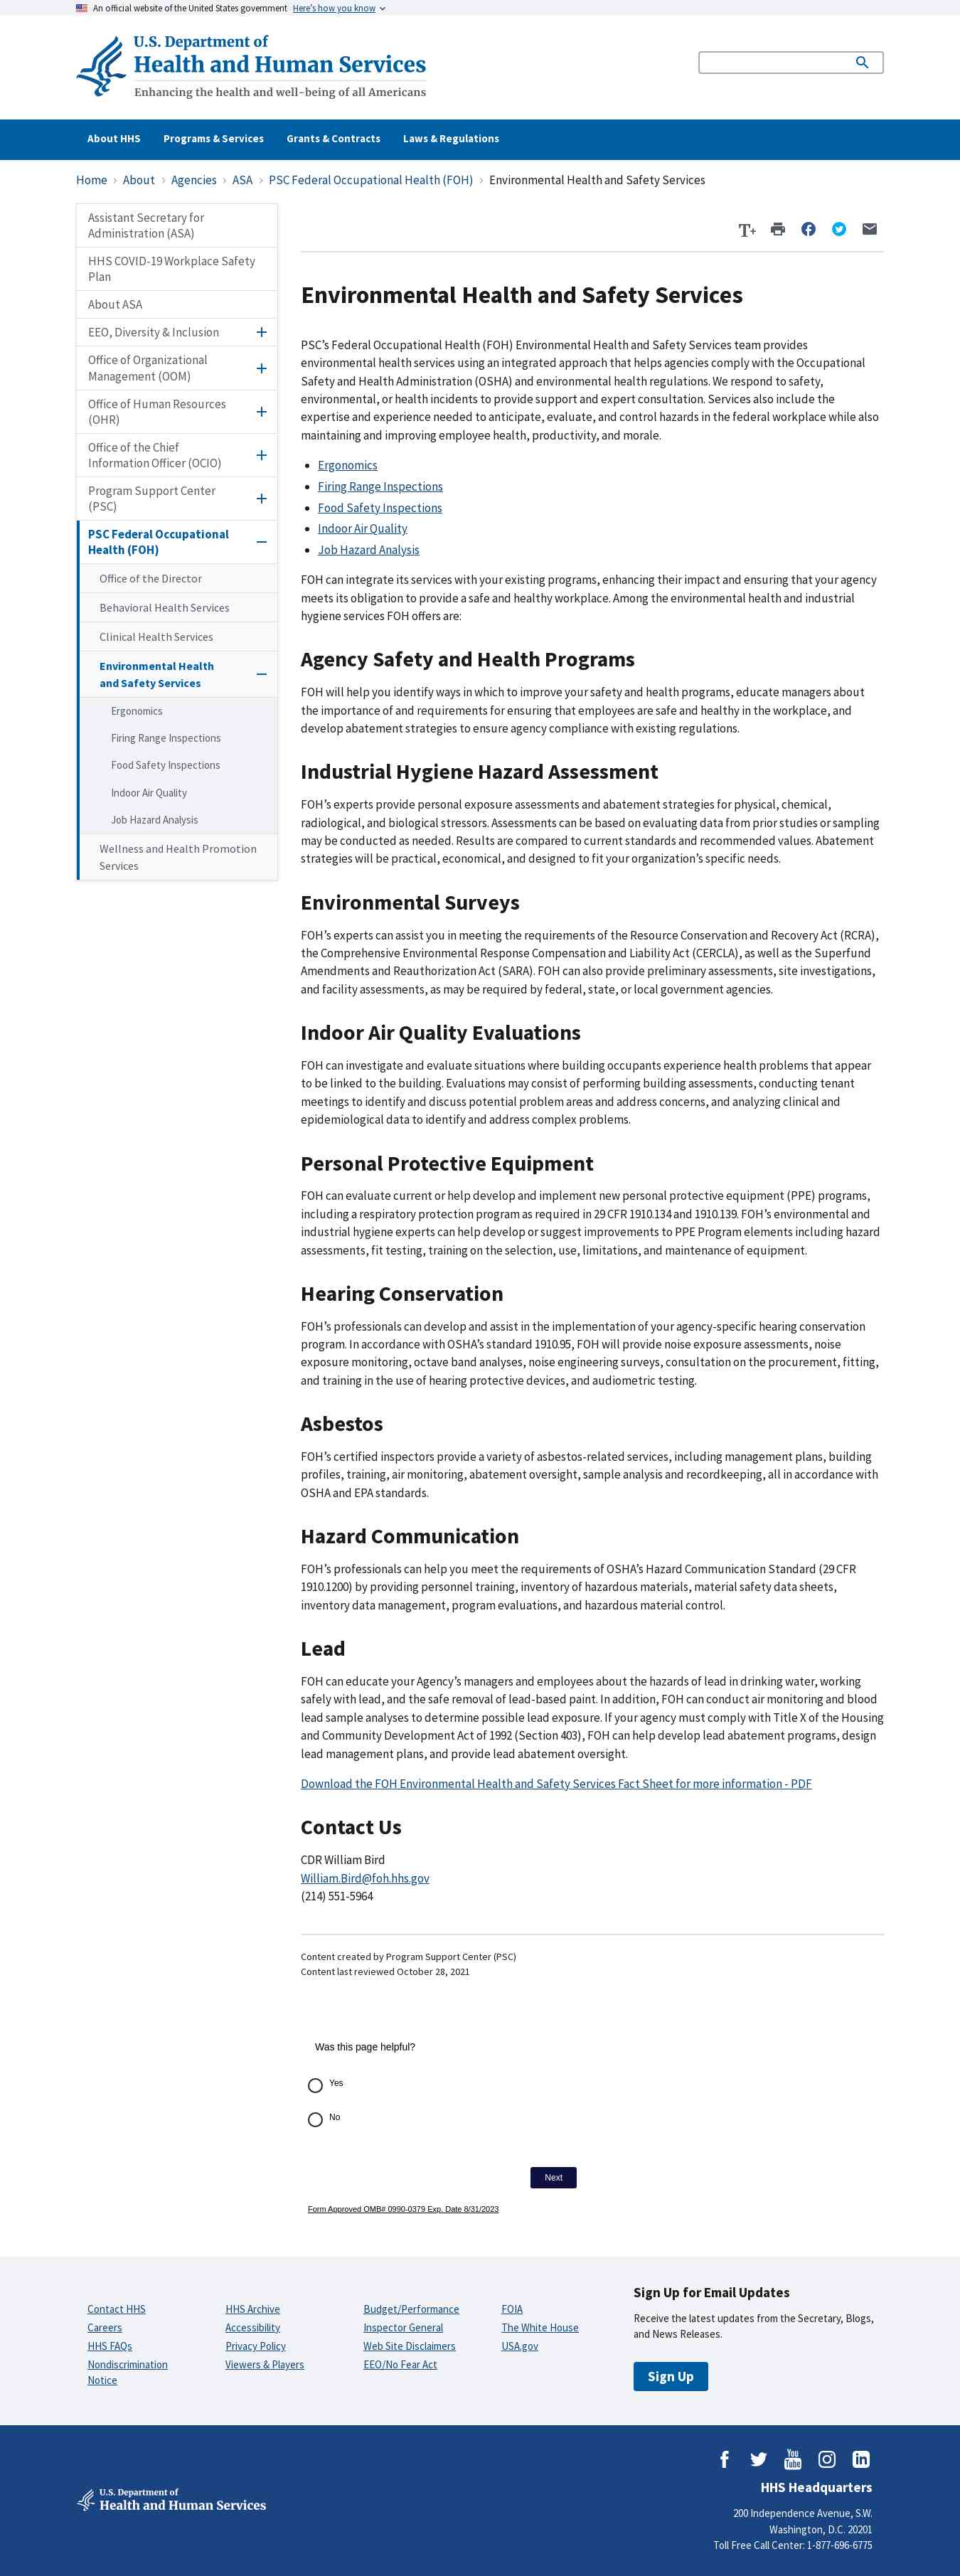 An official website of the United States government Here's how you know
U.S. Department of
Health and Human Services
Enhancing the health and well-being of all Americans
About HHS Programs & Services Grants & Contracts Laws & Regulations
Home › About › Agencies › ASA › PSC Federal Occupational Health (FOH) › Environmental Health and Safety Services
Assistant Secretary for
Administration (ASA)
HHS COVID-19 Workplace Safety
Plan
About ASA
EEO, Diversity & Inclusion
Office of Organizational
Management (OOM)
Office of Human Resources
(OHR)
Office of the Chief
Information Officer (OCIO)
Program Support Center
(PSC)
PSC Federal Occupational
Health (FOH)
Office of the Director
Behavioral Health Services
Clinical Health Services
Environmental Health
and Safety Services
Ergonomics
Firing Range Inspections
Food Safety Inspections
Indoor Air Quality
Job Hazard Analysis
Wellness and Health Promotion
Services
T+
Environmental Health and Safety Services
PSC’s Federal Occupational Health (FOH) Environmental Health and Safety Services team provides
environmental health services using an integrated approach that helps agencies comply with the Occupational
Safety and Health Administration (OSHA) and environmental health regulations. We respond to safety,
environmental, or health incidents to provide support and expert consultation. Services also include the
expertise and experience needed to anticipate, evaluate, and control hazards in the federal workplace while also
maintaining and improving employee health, productivity, and morale.
• Ergonomics
• Firing Range Inspections
• Food Safety Inspections
• Indoor Air Quality
• Job Hazard Analysis
FOH can integrate its services with your existing programs, enhancing their impact and ensuring that your agency
meets its obligation to provide a safe and healthy workplace. Among the environmental health and industrial
hygiene services FOH offers are:
Agency Safety and Health Programs
FOH will help you identify ways in which to improve your safety and health programs, educate managers about
the importance of and requirements for ensuring that employees are safe and healthy in the workplace, and
develop abatement strategies to ensure agency compliance with existing regulations.
Industrial Hygiene Hazard Assessment
FOH’s experts provide personal exposure assessments and abatement strategies for physical, chemical,
radiological, and biological stressors. Assessments can be based on evaluating data from prior studies or sampling
may be conducted as needed. Results are compared to current standards and recommended values. Abatement
strategies will be practical, economical, and designed to fit your organization’s specific needs.
Environmental Surveys
FOH’s experts can assist you in meeting the requirements of the Resource Conservation and Recovery Act (RCRA),
the Comprehensive Environmental Response Compensation and Liability Act (CERCLA), as well as the Superfund
Amendments and Reauthorization Act (SARA). FOH can also provide preliminary assessments, site investigations,
and facility assessments, as may be required by federal, state, or local government agencies.
Indoor Air Quality Evaluations
FOH can investigate and evaluate situations where building occupants experience health problems that appear
to be linked to the building. Evaluations may consist of performing building assessments, conducting tenant
meetings to identify and discuss potential problem areas and address concerns, and analyzing clinical and
epidemiological data to identify and address complex problems.
Personal Protective Equipment
FOH can evaluate current or help develop and implement new personal protective equipment (PPE) programs,
including a respiratory protection program as required in 29 CFR 1910.134 and 1910.139. FOH’s environmental and
industrial hygiene experts can help develop or suggest improvements to PPE Program elements including hazard
assessments, fit testing, training on the selection, use, limitations, and maintenance of equipment.
Hearing Conservation
FOH’s professionals can develop and assist in the implementation of your agency-specific hearing conservation
program. In accordance with OSHA’s standard 1910.95, FOH will provide noise exposure assessments, noise
exposure monitoring, octave band analyses, noise engineering surveys, consultation on the procurement, fitting,
and training in the use of hearing protective devices, and audiometric testing.
Asbestos
FOH’s certified inspectors provide a variety of asbestos-related services, including management plans, building
profiles, training, air monitoring, abatement oversight, sample analysis and recordkeeping, all in accordance with
OSHA and EPA standards.
Hazard Communication
FOH’s professionals can help you meet the requirements of OSHA’s Hazard Communication Standard (29 CFR
1910.1200) by providing personnel training, inventory of hazardous materials, material safety data sheets,
inventory data management, program evaluations, and hazardous material control.
Lead
FOH can educate your Agency’s managers and employees about the hazards of lead in drinking water, working
safely with lead, and the safe removal of lead-based paint. In addition, FOH can conduct air monitoring and blood
lead sample analyses to determine possible lead exposure. If your agency must comply with Title X of the Housing
and Community Development Act of 1992 (Section 403), FOH can help develop lead abatement programs, design
lead management plans, and provide lead abatement oversight.
Download the FOH Environmental Health and Safety Services Fact Sheet for more information - PDF
Contact Us
CDR William Bird
William.Bird@foh.hhs.gov
(214) 551-5964
Content created by Program Support Center (PSC)
Content last reviewed October 28, 2021
Was this page helpful?
Yes
No
Next
Form Approved OMB# 0990-0379 Exp. Date 8/31/2023
Contact HHS
Careers
HHS FAQs
Nondiscrimination
Notice
HHS Archive
Accessibility
Privacy Policy
Viewers & Players
Budget/Performance
Inspector General
Web Site Disclaimers
EEO/No Fear Act
FOIA
The White House
USA.gov
Sign Up for Email Updates
Receive the latest updates from the Secretary, Blogs,
and News Releases.
Sign Up
You
Tube
U.S. Department of
Health and Human Services
HHS Headquarters
200 Independence Avenue, S.W.
Washington, D.C. 20201
Toll Free Call Center: 1-877-696-6775